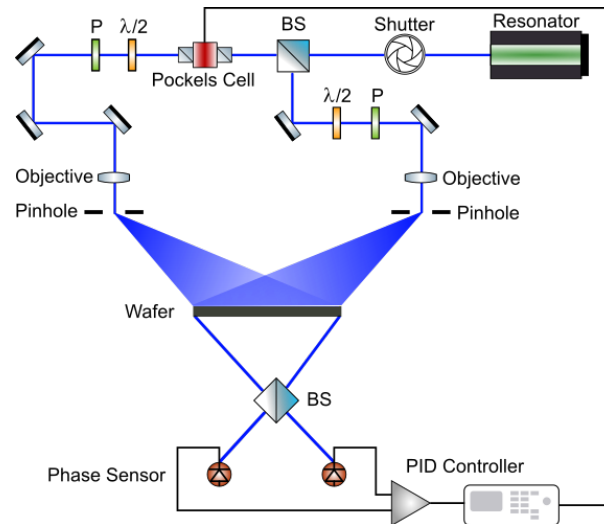 P
λ/2
BS
Shutter
Resonator
Pockels Cell
λ/2
P
Objective
Objective
Pinhole
Pinhole
Wafer
BS
Phase Sensor
PID Controller